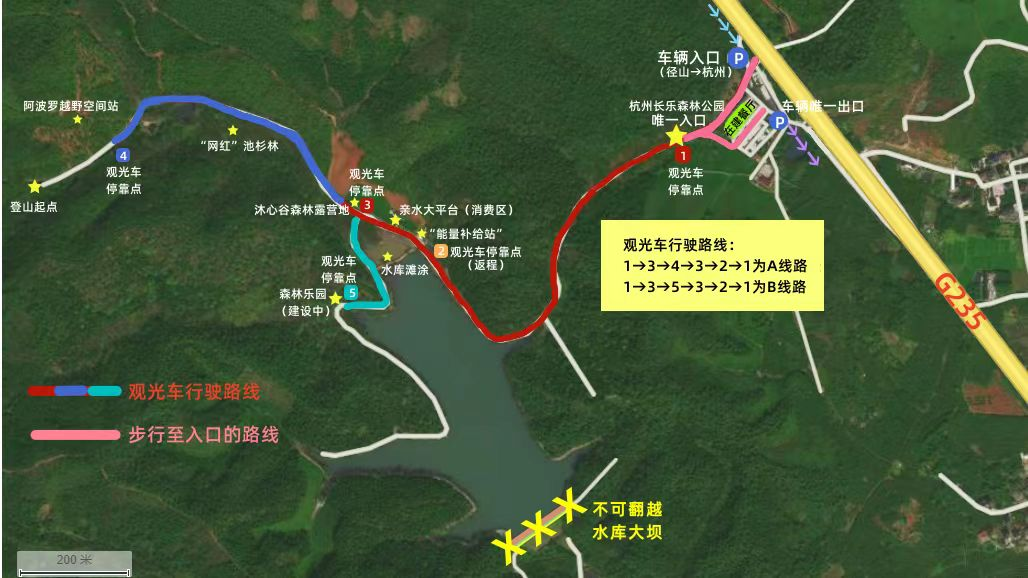 车辆入口
P
（径山→杭州）
阿波罗越野空间站
杭州长乐森林公园
唯一入口
在建餐厅
车辆唯一出口
P
“网红”池杉林
4
观光车
停靠点
1
观光车
停靠点
登山起点
观光车
停靠点
沐心谷森林露营地
3
亲水大平台（消费区）
“能量补给站”
2
观光车停靠点
（返程）
水库滩涂
观光车
停靠点
森林乐园
5
（建设中）
观光车行驶路线：
1→3→4→3→2→1为A线路
1→3→5→3→2→1为B线路
G235
观光车行驶路线
步行至入口的路线
不可翻越
水库大坝
200 米